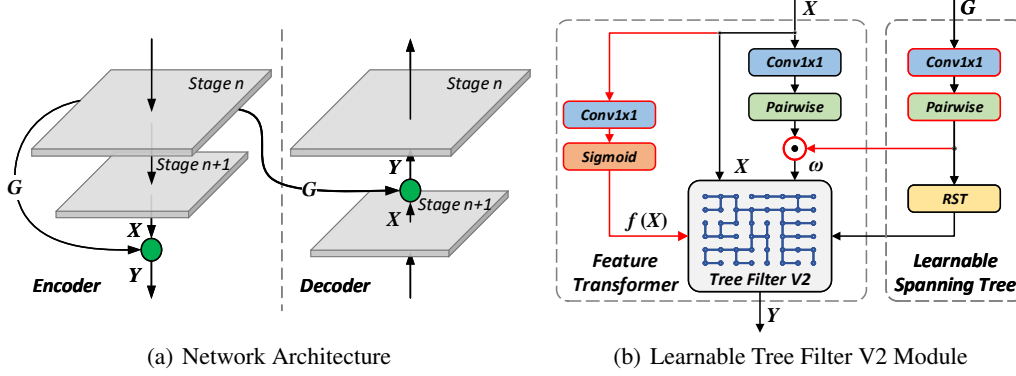 Stage n
Stage n+1
G
X
Y
Encoder
Stage n
Y
G
Stage n+1
X
Decoder
(a) Network Architecture
X
G
Conv1x1
Conv1x1
Pairwise
Pairwise
Conv1x1
Sigmoid
X
ω
RST
f (X)
Tree Filter V2
Feature
Transformer
Learnable
Spanning Tree
Y
(b) Learnable Tree Filter V2 Module